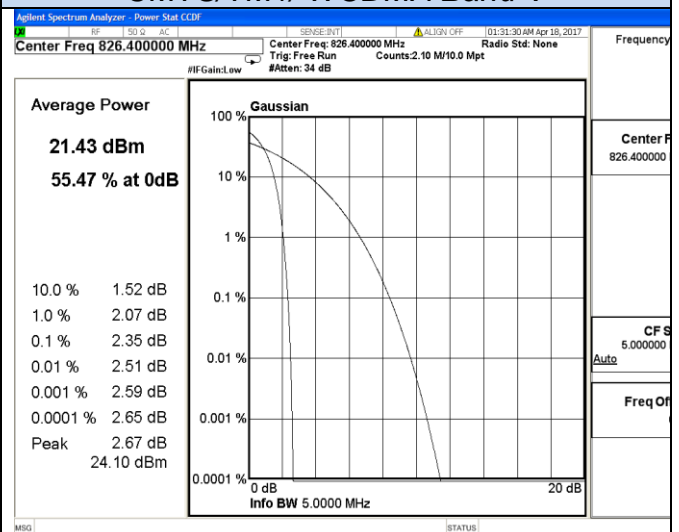 Agilent Spectrum Analyzer - Power Stat CCDF
RF 50 Ω AC SENSE:INT ALIGN OFF 01:31:30 AM Apr 18, 2017
Center Freq 826.400000 MHz
Center Freq: 826.400000 MHz Radio Std: None
Trig: Free Run Counts:2.10 M/10.0 Mpt
#IFGain:Low #Atten: 34 dB
Frequency
Average Power
21.43 dBm
55.47 % at 0dB
10.0 % 1.52 dB
1.0 % 2.07 dB
0.1 % 2.35 dB
0.01 % 2.51 dB
0.001 % 2.59 dB
0.0001 % 2.65 dB
Peak 2.67 dB
24.10 dBm
Gaussian
100 %
10 %
1 %
0.1 %
0.01 %
0.001 %
0.0001 %
0 dB 20 dB
Info BW 5.0000 MHz
Center F
826.400000
CF S
5.000000
Auto
Freq Of
MSG STATUS